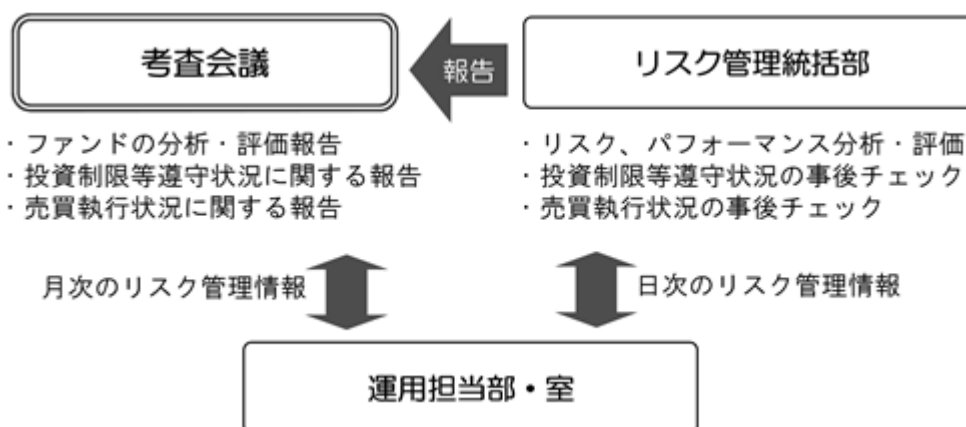 考査会議
報告
リスク管理統括部
・ファンドの分析・評価報告
・投資制限等遵守状況に関する報告
・売買執行状況に関する報告
・リスク、パフォーマンス分析・評価
・投資制限等遵守状況の事後チェック
・売買執行状況の事後チェック
月次のリスク管理情報
日次のリスク管理情報
運用担当部・室